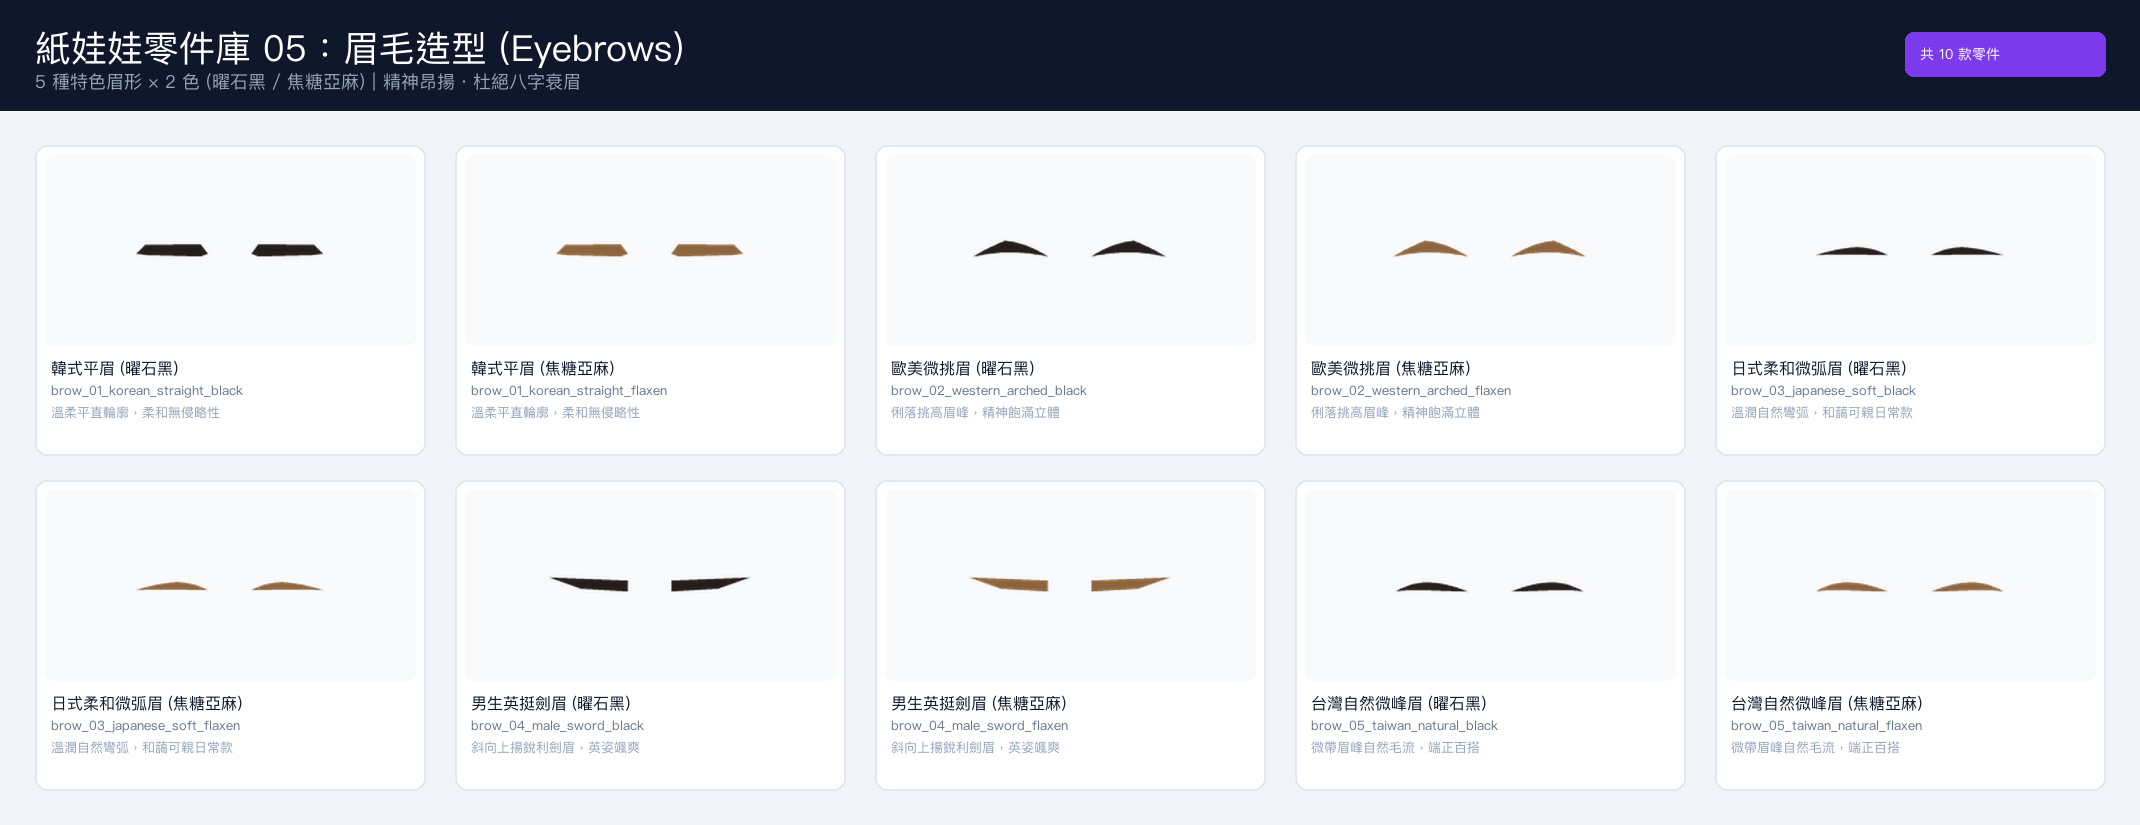 紙娃娃零件庫 05：眉毛造型 (Eyebrows)
5 種特色眉形 × 2 色 (曜石黑 / 焦糖亞麻) | 精神昂揚 · 杜絕八字衰眉
共 10 款零件
韓式平眉 (曜石黑)
brow_01_korean_straight_black
溫柔平直輪廓，柔和無侵略性
韓式平眉 (焦糖亞麻)
brow_01_korean_straight_flaxen
溫柔平直輪廓，柔和無侵略性
歐美微挑眉 (曜石黑)
brow_02_western_arched_black
俐落挑高眉峰，精神飽滿立體
歐美微挑眉 (焦糖亞麻)
brow_02_western_arched_flaxen
俐落挑高眉峰，精神飽滿立體
日式柔和微弧眉 (曜石黑)
brow_03_japanese_soft_black
溫潤自然彎弧，和藹可親日常款
日式柔和微弧眉 (焦糖亞麻)
brow_03_japanese_soft_flaxen
溫潤自然彎弧，和藹可親日常款
男生英挺劍眉 (曜石黑)
brow_04_male_sword_black
斜向上揚銳利劍眉，英姿颯爽
男生英挺劍眉 (焦糖亞麻)
brow_04_male_sword_flaxen
斜向上揚銳利劍眉，英姿颯爽
台灣自然微峰眉 (曜石黑)
brow_05_taiwan_natural_black
微帶眉峰自然毛流，端正百搭
台灣自然微峰眉 (焦糖亞麻)
brow_05_taiwan_natural_flaxen
微帶眉峰自然毛流，端正百搭